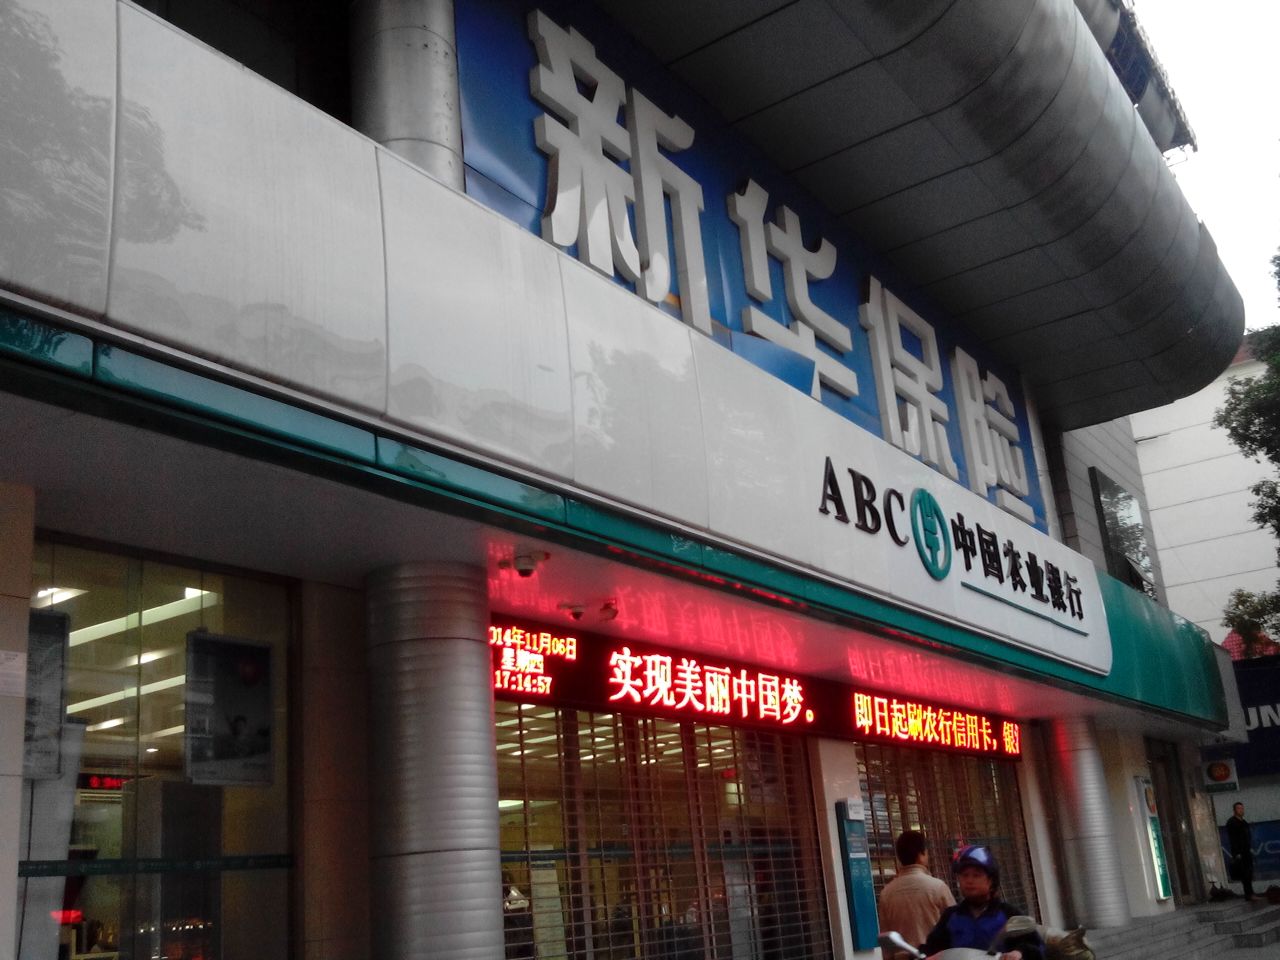 新华保险
ABC 中国农业银行
014年11月06日
星期四
17:14:57
实现美丽中国梦。
即日起刷农行信用卡，银